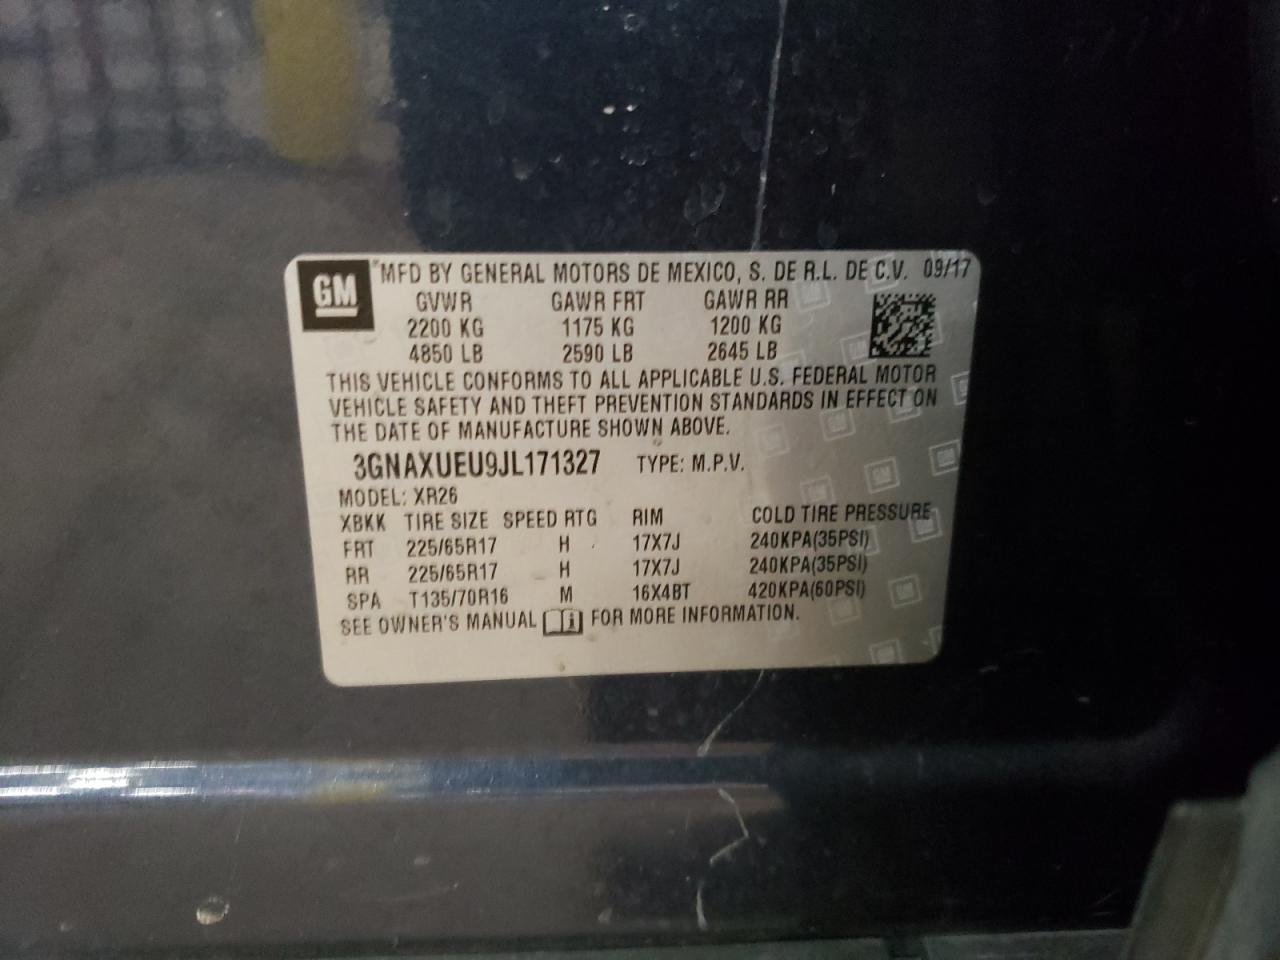 GM MFD BY GENERAL MOTORS DE MEXICO, S. DE R.L. DE C.V. 09/17
GVWR GAWR FRT GAWR RR
2200 KG 1175 KG 1200 KG
4850 LB 2590 LB 2645 LB
THIS VEHICLE CONFORMS TO ALL APPLICABLE U.S. FEDERAL MOTOR
VEHICLE SAFETY AND THEFT PREVENTION STANDARDS IN EFFECT ON
THE DATE OF MANUFACTURE SHOWN ABOVE.
3GNAXUEU9JL171327 TYPE: M.P.V.
MODEL: XR26
XBKK TIRE SIZE SPEED RTG RIM COLD TIRE PRESSURE
FRT 225/65R17 H 17X7J 240KPA(35PSI)
RR 225/65R17 H 17X7J 240KPA(35PSI)
SPA T135/70R16 M 16X4BT 420KPA(60PSI)
SEE OWNER'S MANUAL FOR MORE INFORMATION.